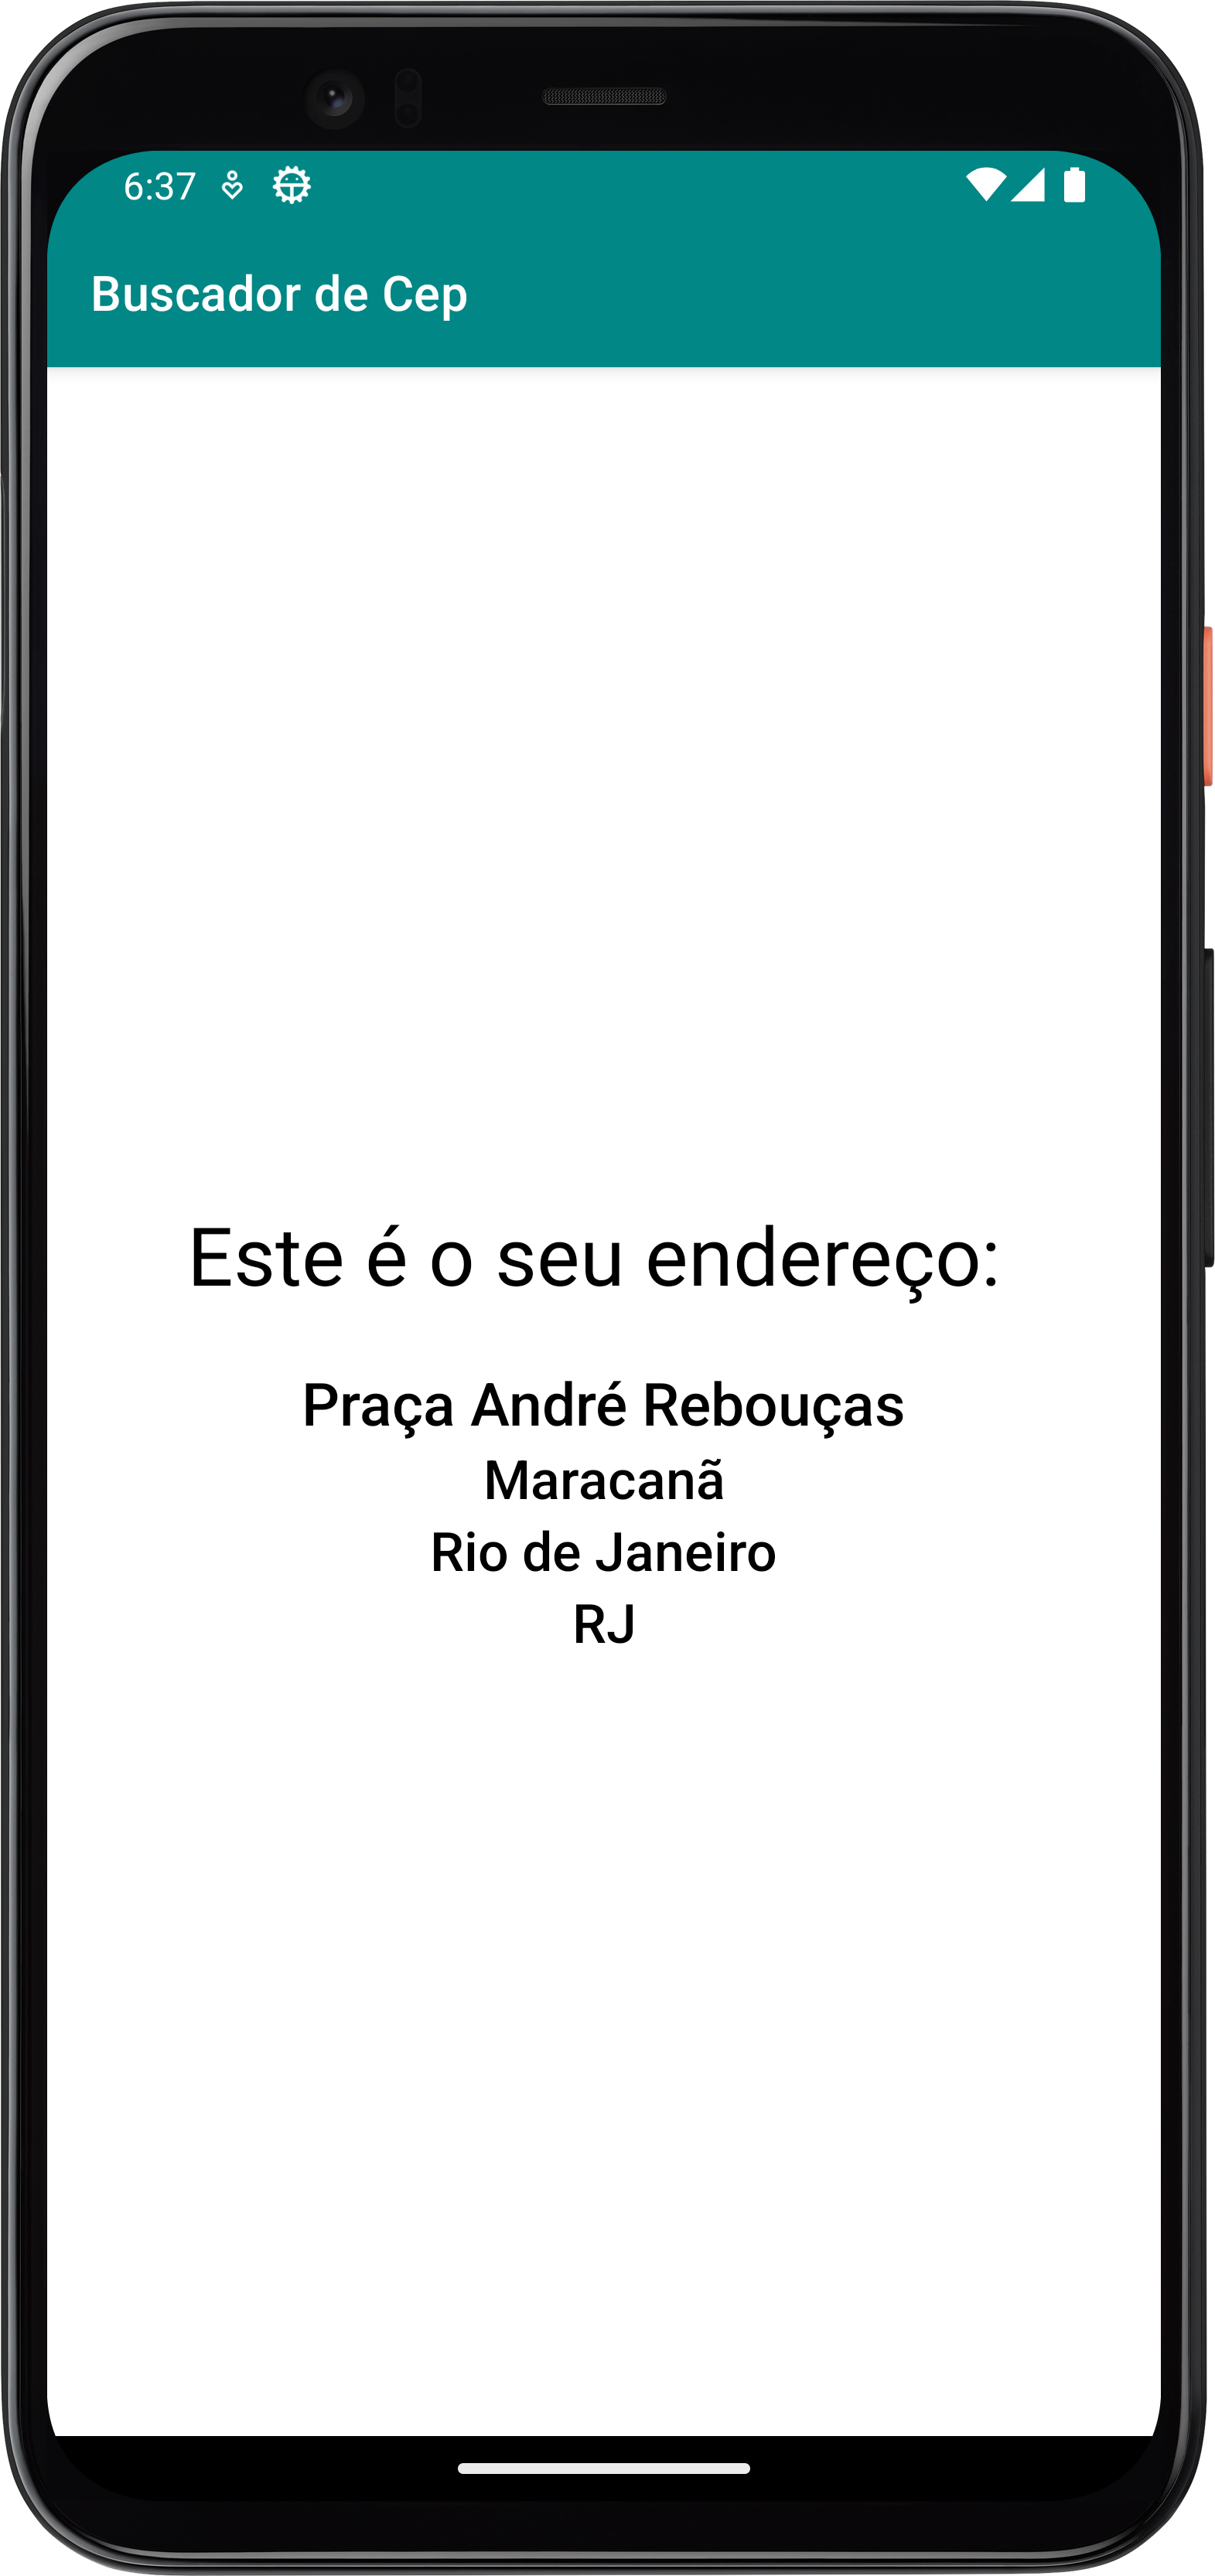 6:37
Buscador de Cep
Este é o seu endereço:
Praça André Rebouças
Maracanã
Rio de Janeiro
RJ